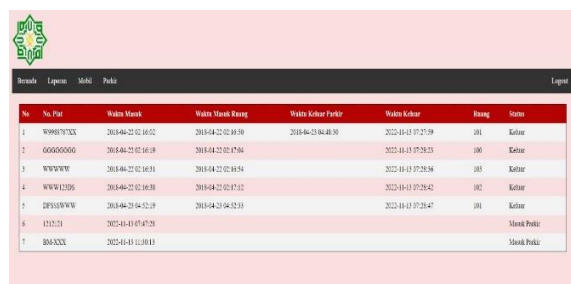 Beranda Laporan Mobil Parkir Logout
No No. Plat Waktu Masuk Waktu Masuk Ruang Waktu Keluar Parkir Waktu Keluar Ruang Status
1 W9988787XX 2018-04-22 02:16:02 2018-04-22 02:16:50 2018-04-23 04:48:30 2022-11-13 07:27:59 101 Keluar
2 GGGGGGGG 2018-04-22 02:16:19 2018-04-22 02:17:04 2022-11-13 07:28:23 100 Keluar
3 WWWWW 2018-04-22 02:16:31 2018-04-22 02:16:54 2022-11-13 07:28:36 103 Keluar
4 WWW123DS 2018-04-22 02:16:38 2018-04-22 02:17:12 2022-11-13 07:28:42 102 Keluar
5 2018-04-23 04:52:19 2018-04-23 04:52:33 2022-11-13 07:28:47 101 Keluar
6 1212121 2022-11-13 07:47:28 Masuk Parkir
7 BM-XXX 2022-11-13 11:30:13 Masuk Parkir